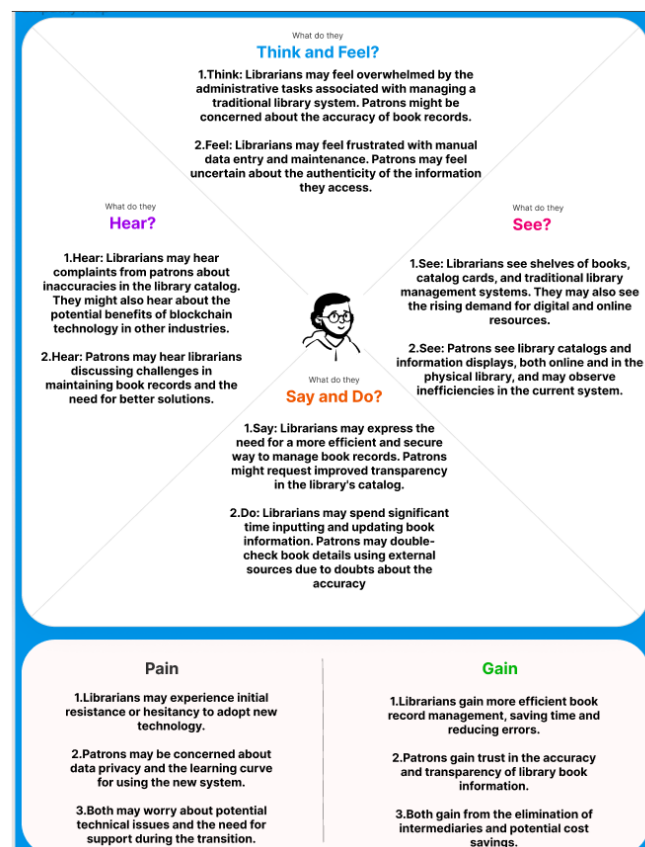 What do they
Think and Feel?
1.Think: Librarians may feel overwhelmed by the
administrative tasks associated with managing a
traditional library system. Patrons might be
concerned about the accuracy of book records.
2.Feel: Librarians may feel frustrated with manual
data entry and maintenance. Patrons may feel
uncertain about the authenticity of the information
they access.
What do they
Hear?
1.Hear: Librarians may hear
complaints from patrons about
inaccuracies in the library catalog.
They might also hear about the
potential benefits of blockchain
technology in other industries.
2.Hear: Patrons may hear librarians
discussing challenges in
maintaining book records and the
need for better solutions.
What do they
See?
1.See: Librarians see shelves of books,
catalog cards, and traditional library
management systems. They may also see
the rising demand for digital and online
resources.
2.See: Patrons see library catalogs and
information displays, both online and in the
physical library, and may observe
inefficiencies in the current system.
What do they
Say and Do?
1.Say: Librarians may express the
need for a more efficient and secure
way to manage book records. Patrons
might request improved transparency
in the library's catalog.
2.Do: Librarians may spend significant
time inputting and updating book
information. Patrons may double-
check book details using external
sources due to doubts about the
accuracy
Pain
1.Librarians may experience initial
resistance or hesitancy to adopt new
technology.
2.Patrons may be concerned about
data privacy and the learning curve
for using the new system.
3.Both may worry about potential
technical issues and the need for
support during the transition.
Gain
1.Librarians gain more efficient book
record management, saving time and
reducing errors.
2.Patrons gain trust in the accuracy
and transparency of library book
information.
3.Both gain from the elimination of
intermediaries and potential cost
savings.